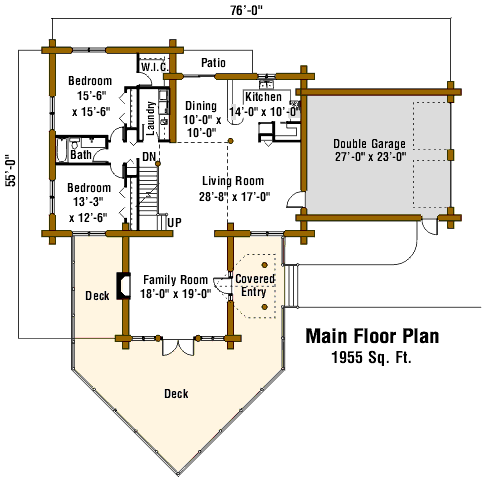 76'-0"
Patio
W.I.C.
Bedroom
15'-6"
x 15'-6"
Laundry
Dining
10'-0" x
10'-0"
Kitchen
14'-0" x 10'-0"
Double Garage
27'-0" x 23'-0"
Bath
DN
55'-0"
Bedroom
13'-3"
x 12'-6"
Living Room
28'-8" x 17'-0"
UP
Deck
Family Room
18'-0" x 19'-0"
Covered
Entry
Main Floor Plan
1955 Sq. Ft.
Deck